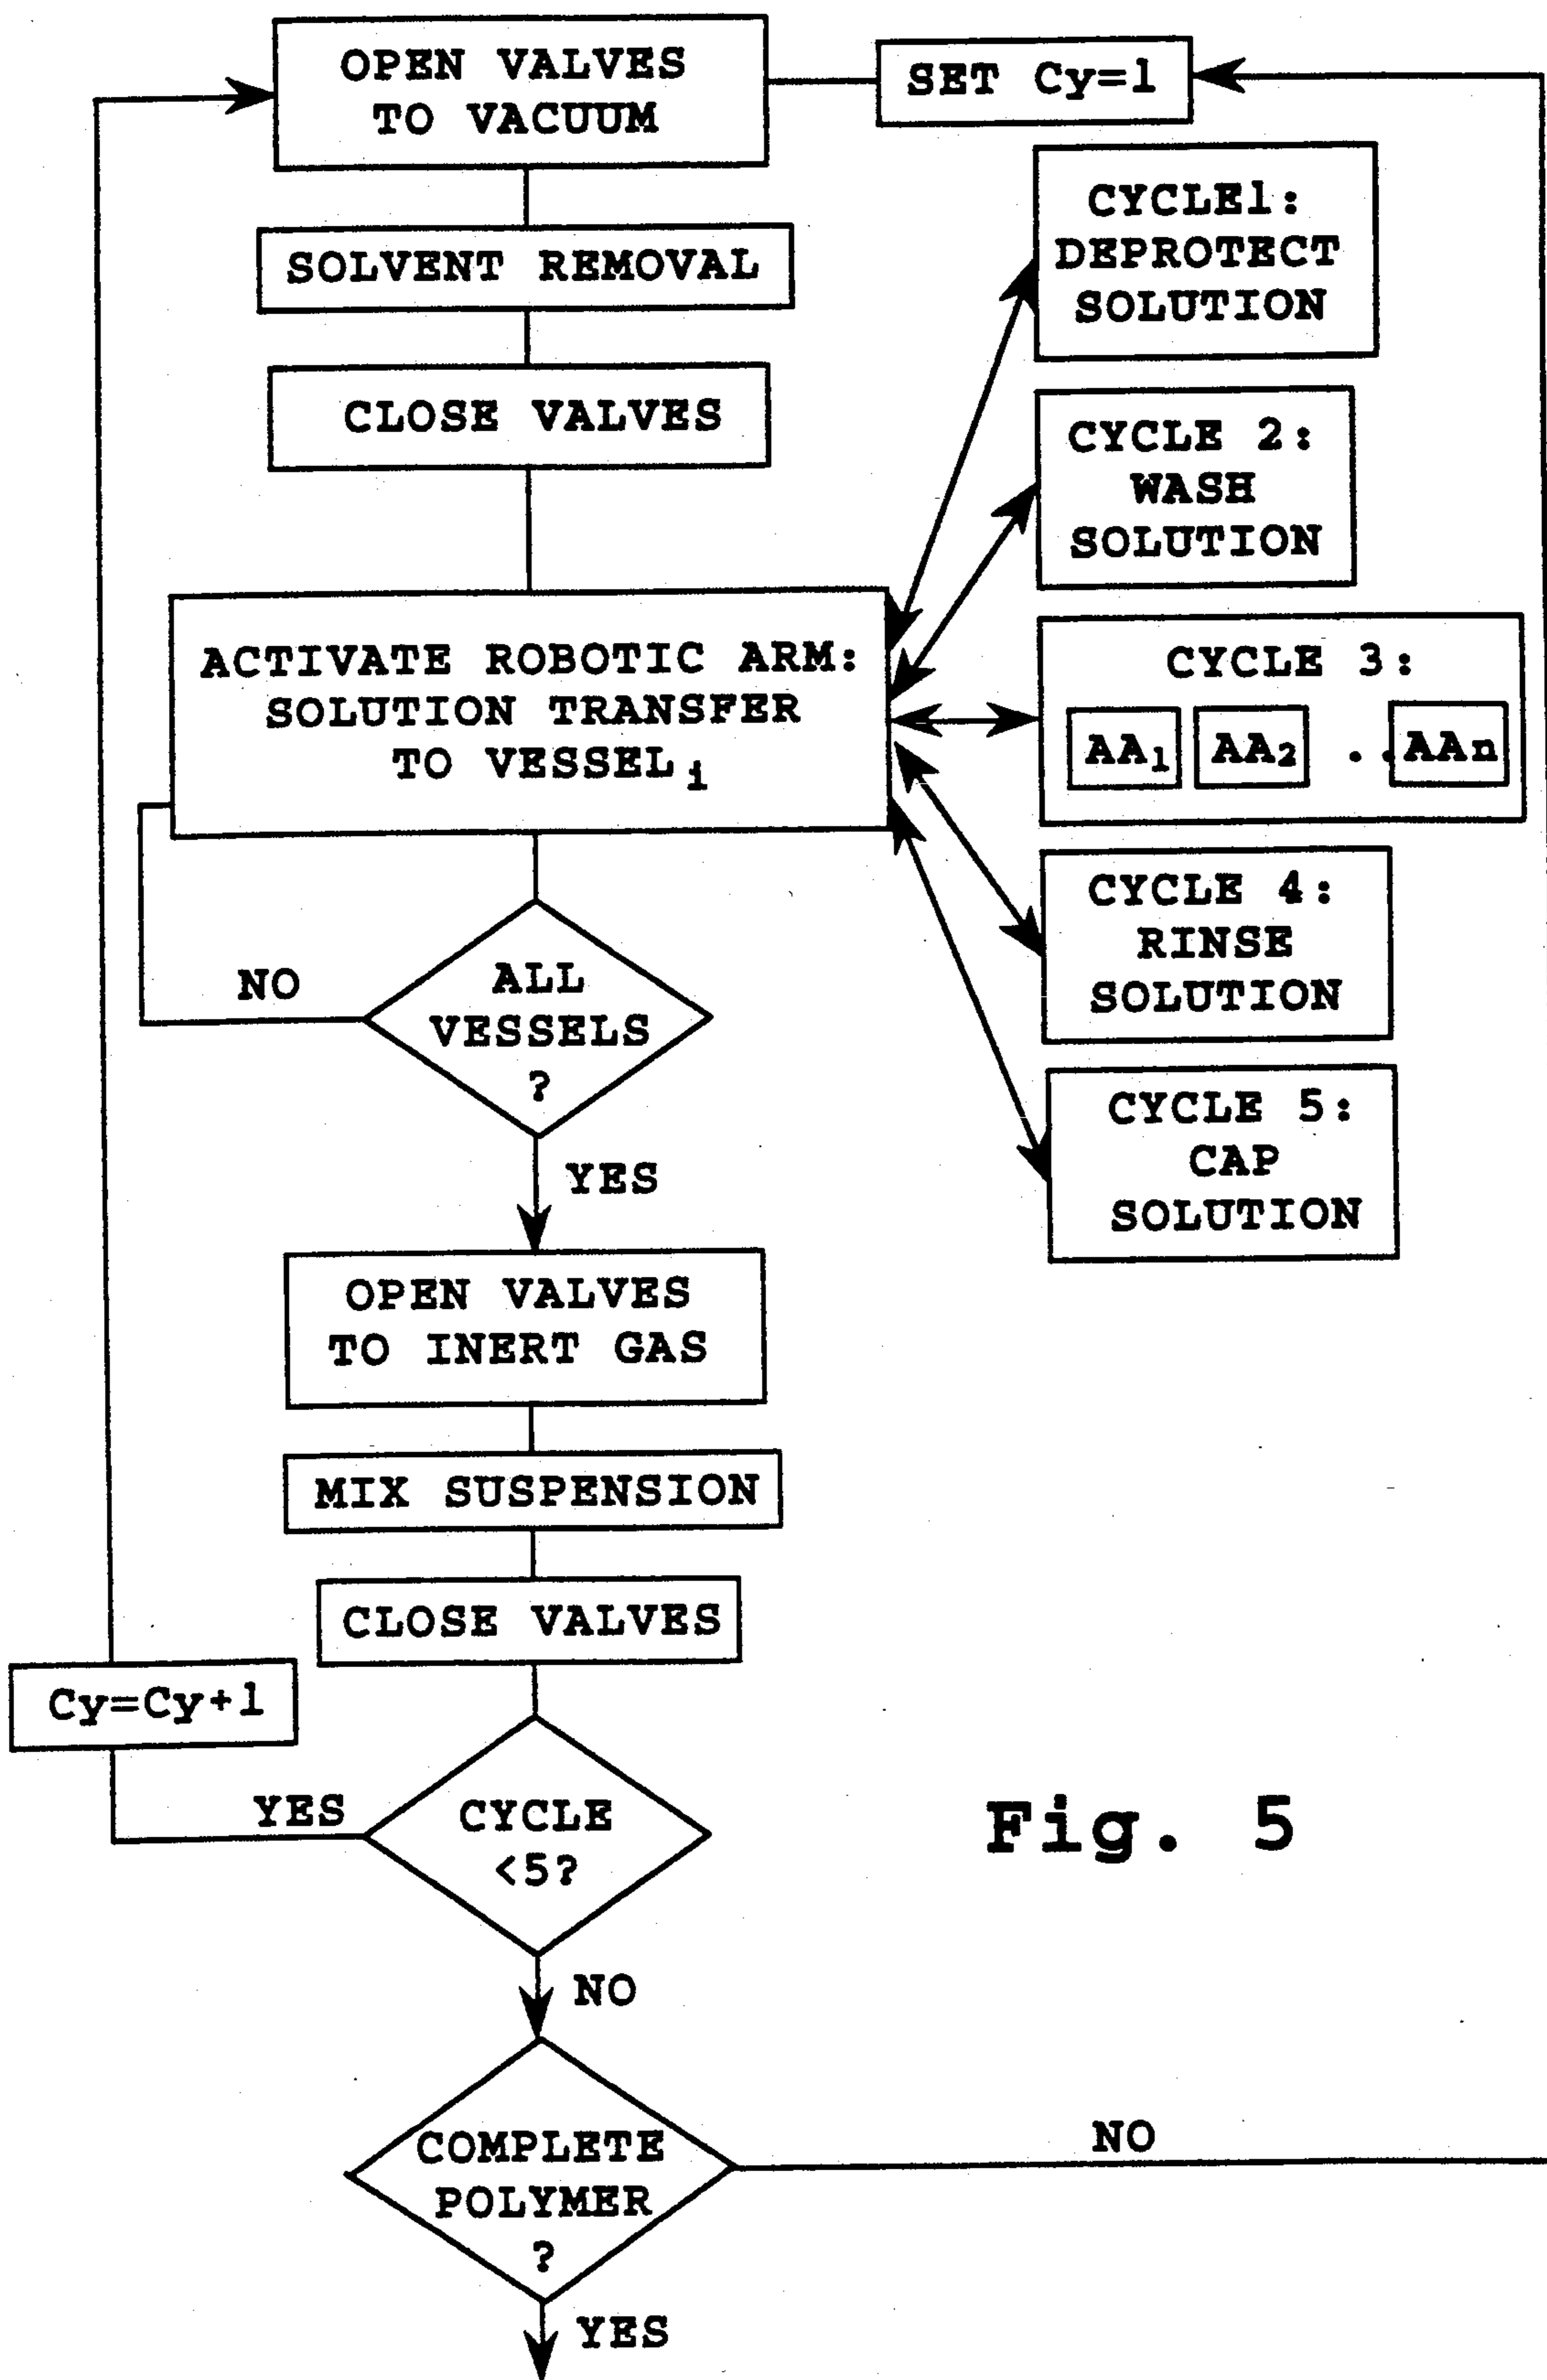 OPEN VALVES
TO VACUUM
SET Cy=1
SOLVENT REMOVAL
CLOSE VALVES
ACTIVATE ROBOTIC ARM:
SOLUTION TRANSFER
TO VESSELi
CYCLE1:
DEPROTECT
SOLUTION
CYCLE 2:
WASH
SOLUTION
CYCLE 3:
AA1 AA2 ..AAn
CYCLE 4:
RINSE
SOLUTION
CYCLE 5:
CAP
SOLUTION
NO
ALL
VESSELS
?
YES
OPEN VALVES
TO INERT GAS
MIX SUSPENSION
CLOSE VALVES
Cy=Cy+1
YES
CYCLE
<5?
NO
COMPLETE
POLYMER
?
NO
YES
Fig. 5